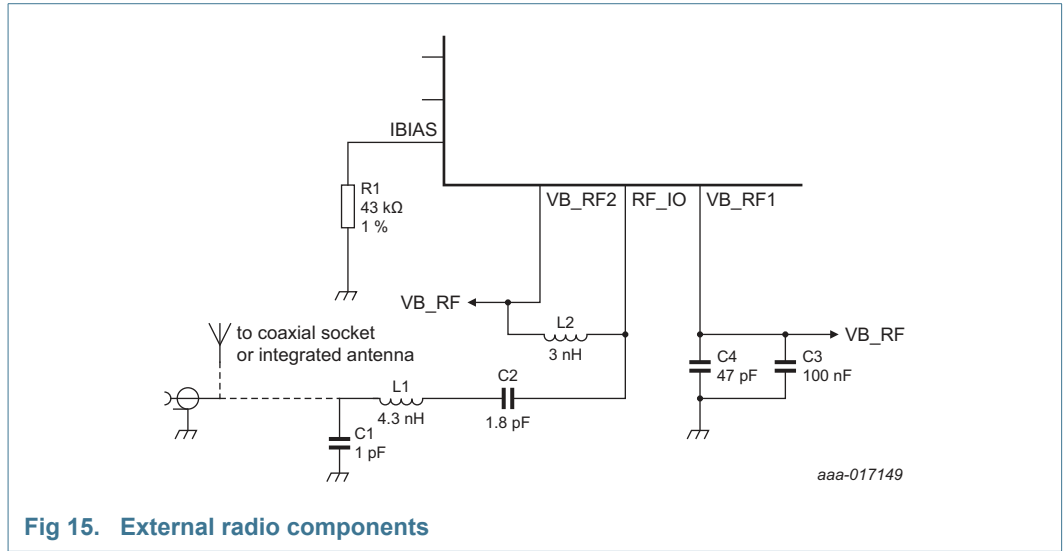 IBIAS
R1
43 kΩ
1 %
VB_RF2
RF_IO
VB_RF1
VB_RF
L2
3 nH
VB_RF
to coaxial socket
or integrated antenna
C4
47 pF
C3
100 nF
L1
4.3 nH
C2
1.8 pF
C1
1 pF
aaa-017149
Fig 15. External radio components